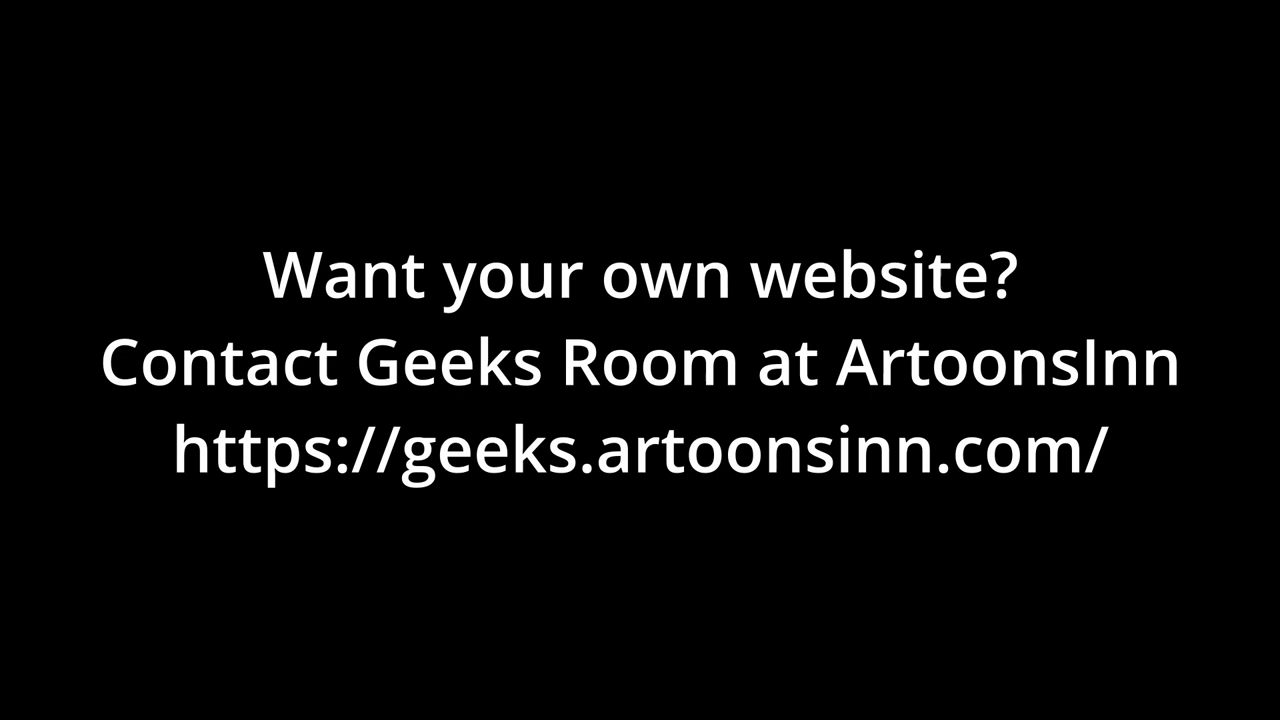 Want your own website?
Contact Geeks Room at ArtoonsInn
https://geeks.artoonsinn.com/